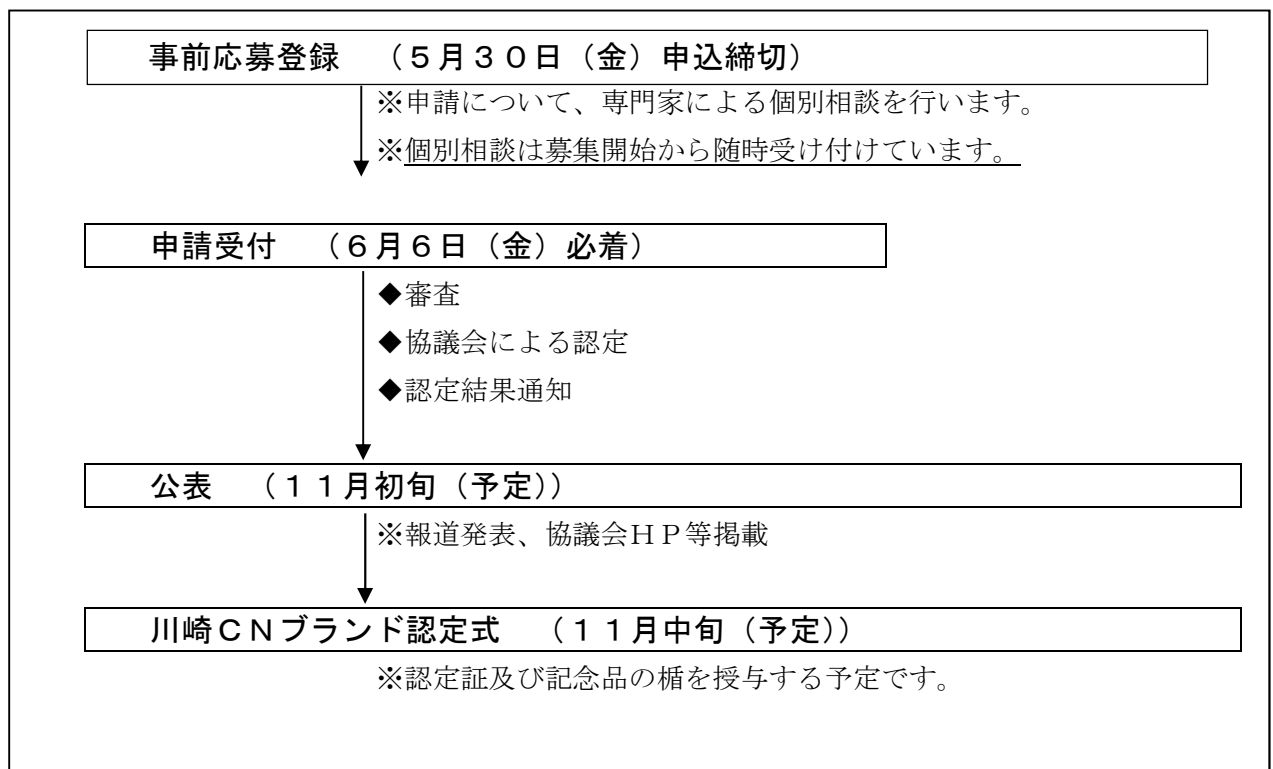 事前応募登録　（５月３０日（金）申込締切）
※申請について、専門家による個別相談を行います。
※個別相談は募集開始から随時受け付けています。
申請受付　（６月６日（金）必着）
◆審査
◆協議会による認定
◆認定結果通知
公表　（１１月初旬（予定））
※報道発表、協議会ＨＰ等掲載
川崎ＣＮブランド認定式　（１１月中旬（予定））
※認定証及び記念品の楯を授与する予定です。